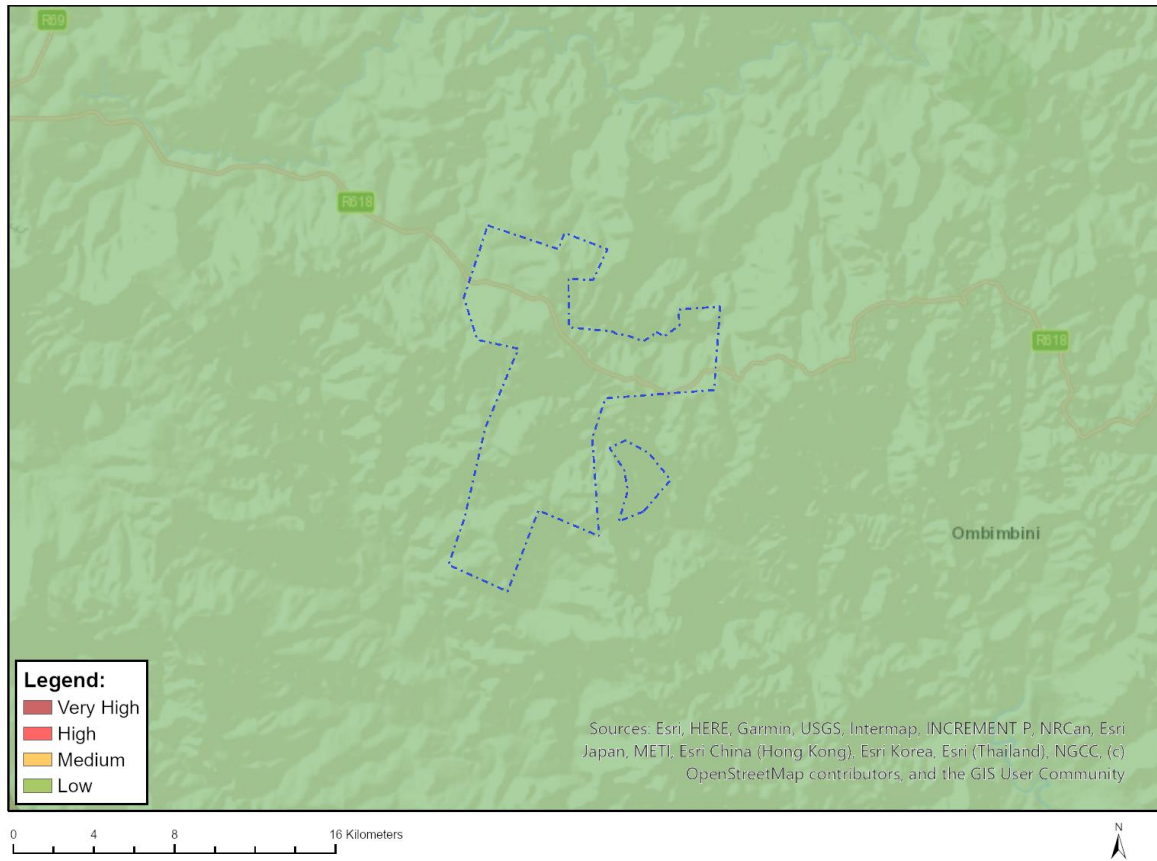 R69
R618
R618
Ombimbini
Legend:
Very High
High
Medium
Low
Sources: Esri, HERE, Garmin, USGS, Intermap, INCREMENT P, NRCan, Esri
Japan, METI, Esri China (Hong Kong), Esri Korea, Esri (Thailand), NGCC, (c)
OpenStreetMap contributors, and the GIS User Community
0 4 8 16 Kilometers
N